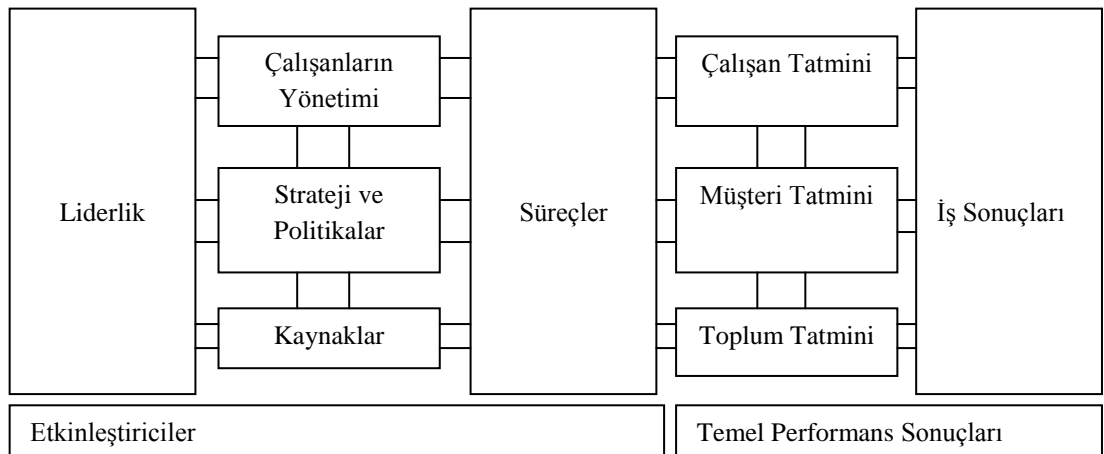 Liderlik
Çalışanların
Yönetimi
Strateji ve
Politikalar
Kaynaklar
Süreçler
Çalışan Tatmini
Müşteri Tatmini
Toplum Tatmini
İş Sonuçları
Etkinleştiriciler
Temel Performans Sonuçları